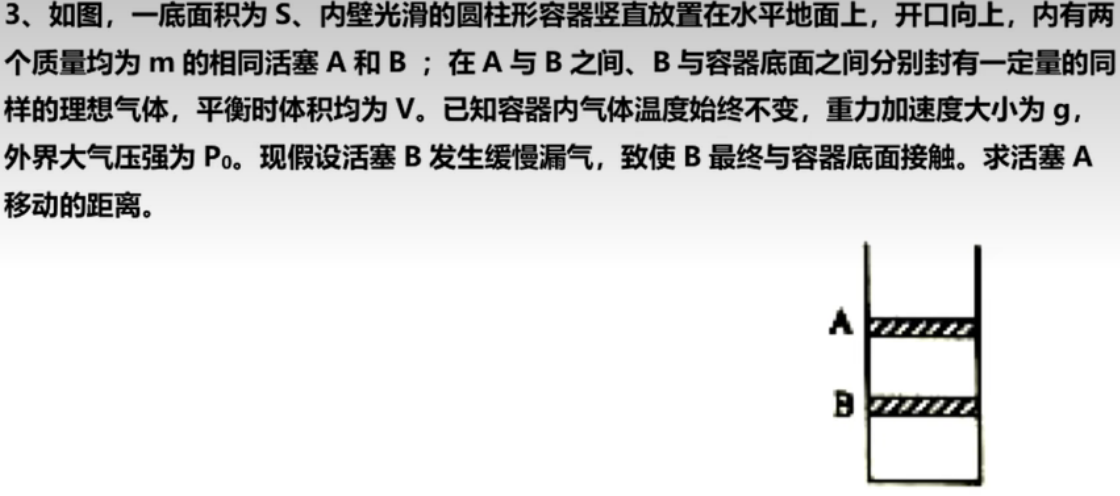 3、如图，一底面积为 S、内壁光滑的圆柱形容器竖直放置在水平地面上，开口向上，内有两
个质量均为 m 的相同活塞 A 和 B ；在 A 与 B 之间、B 与容器底面之间分别封有一定量的同
样的理想气体，平衡时体积均为 V。已知容器内气体温度始终不变，重力加速度大小为 g，
外界大气压强为 P₀。现假设活塞 B 发生缓慢漏气，致使 B 最终与容器底面接触。求活塞 A
移动的距离。
A
B